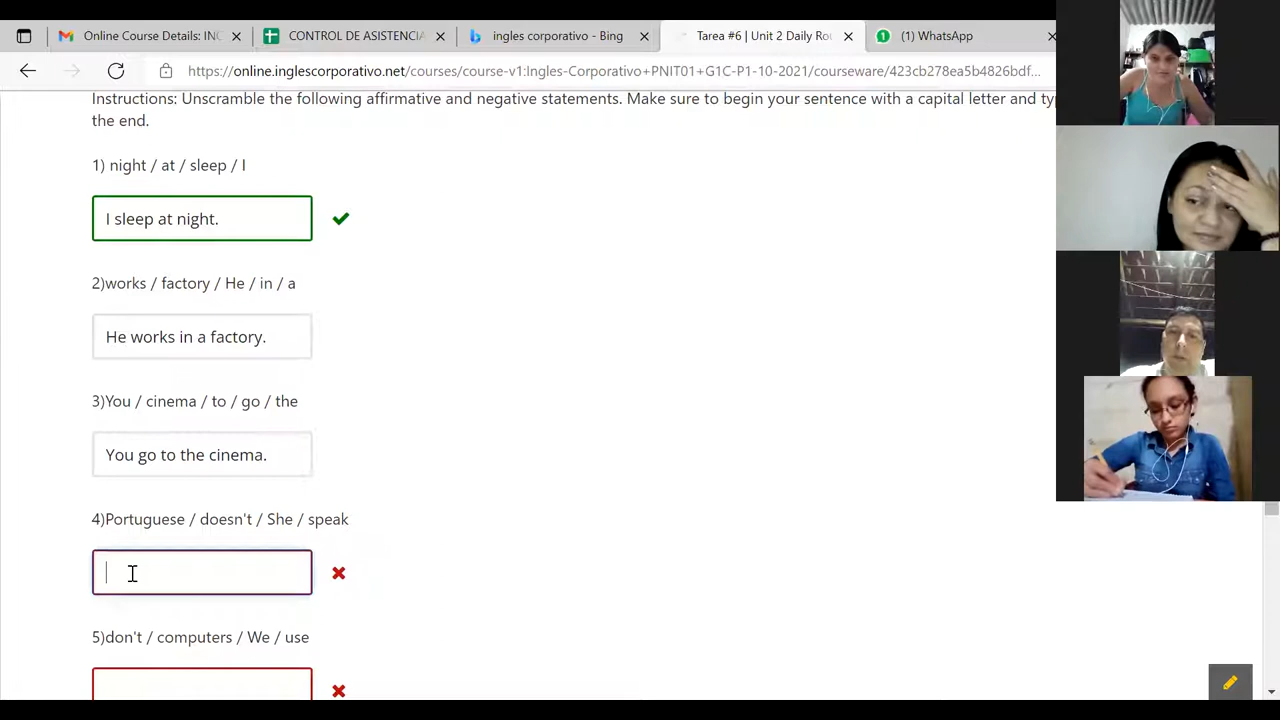 Online Course Details: INC
CONTROL DE ASISTENCIA
ingles corporativo - Bing
Tarea #6 | Unit 2 Daily Rou
(1) WhatsApp
https://online.inglescorporativo.net/courses/course-v1:Ingles-Corporativo+PNIT01+G1C-P1-10-2021/courseware/423cb278ea5b4826bdf...
Instructions: Unscramble the following affirmative and negative statements. Make sure to begin your sentence with a capital letter and ty
the end.
1) night / at / sleep / I
I sleep at night.
2)works / factory / He / in / a
He works in a factory.
3)You / cinema / to / go / the
You go to the cinema.
4)Portuguese / doesn't / She / speak
5)don't / computers / We / use